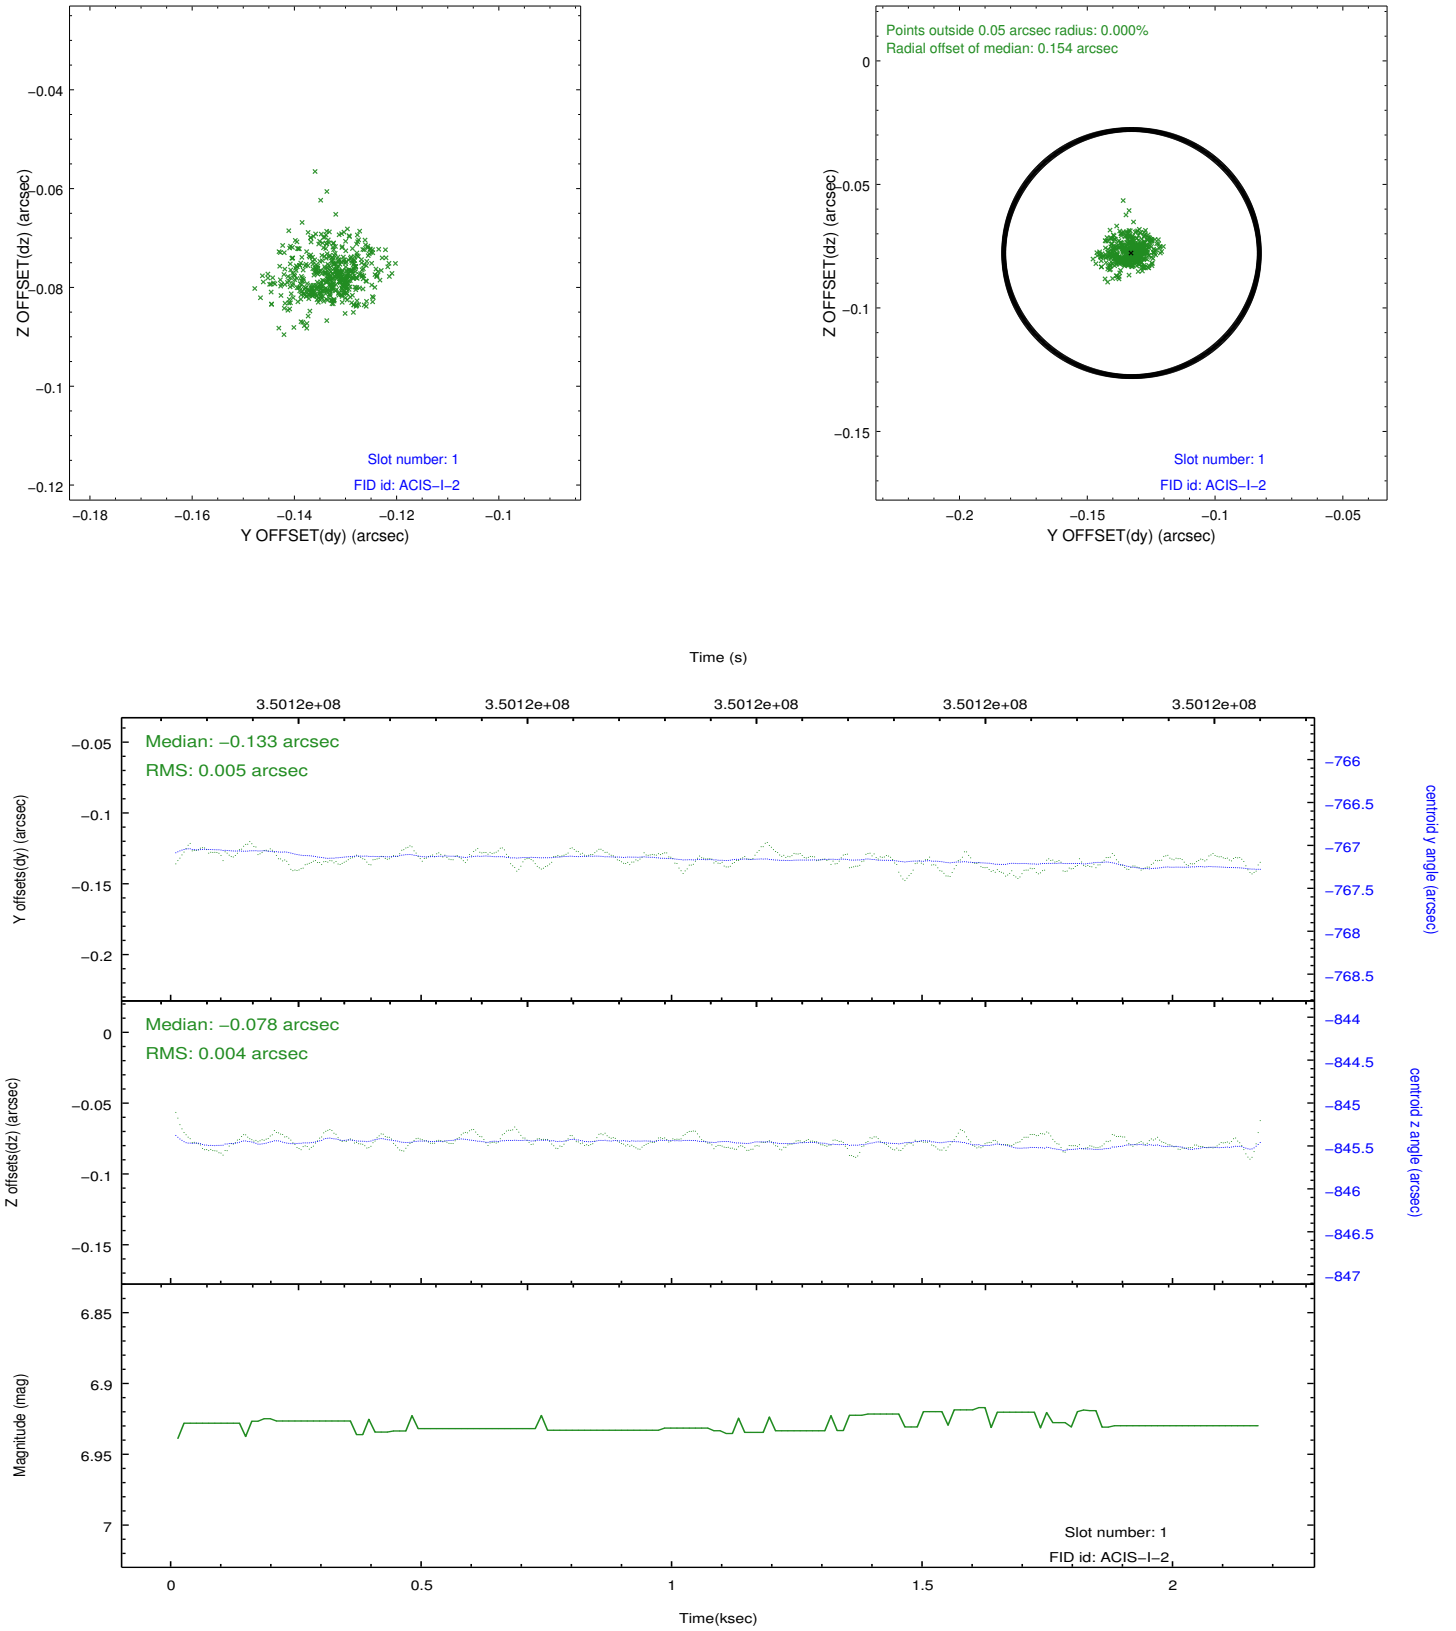 −0.04
−0.06
−0.08
−0.1
−0.12
Z OFFSET(dz) (arcsec)
Slot number: 1
FID id: ACIS−I−2
−0.18 −0.16 −0.14 −0.12 −0.1
Y OFFSET(dy) (arcsec)
Points outside 0.05 arcsec radius: 0.000%
Radial offset of median: 0.154 arcsec
0
−0.05
−0.1
−0.15
Z OFFSET(dz) (arcsec)
Slot number: 1
FID id: ACIS−I−2
−0.2 −0.15 −0.1 −0.05
Y OFFSET(dy) (arcsec)
Time (s)
3.5012e+08 3.5012e+08 3.5012e+08 3.5012e+08 3.5012e+08
Median: −0.133 arcsec
RMS: 0.005 arcsec
−0.05
−0.1
−0.15
−0.2
Y offsets(dy) (arcsec)
−766
−766.5
−767
−767.5
−768
−768.5
centroid y angle (arcsec)
Median: −0.078 arcsec
RMS: 0.004 arcsec
0
−0.05
−0.1
−0.15
Z offsets(dz) (arcsec)
−844
−844.5
−845
−845.5
−846
−846.5
−847
centroid z angle (arcsec)
6.85
6.9
6.95
7
Magnitude (mag)
Slot number: 1
FID id: ACIS−I−2
0 0.5 1 1.5 2
Time(ksec)